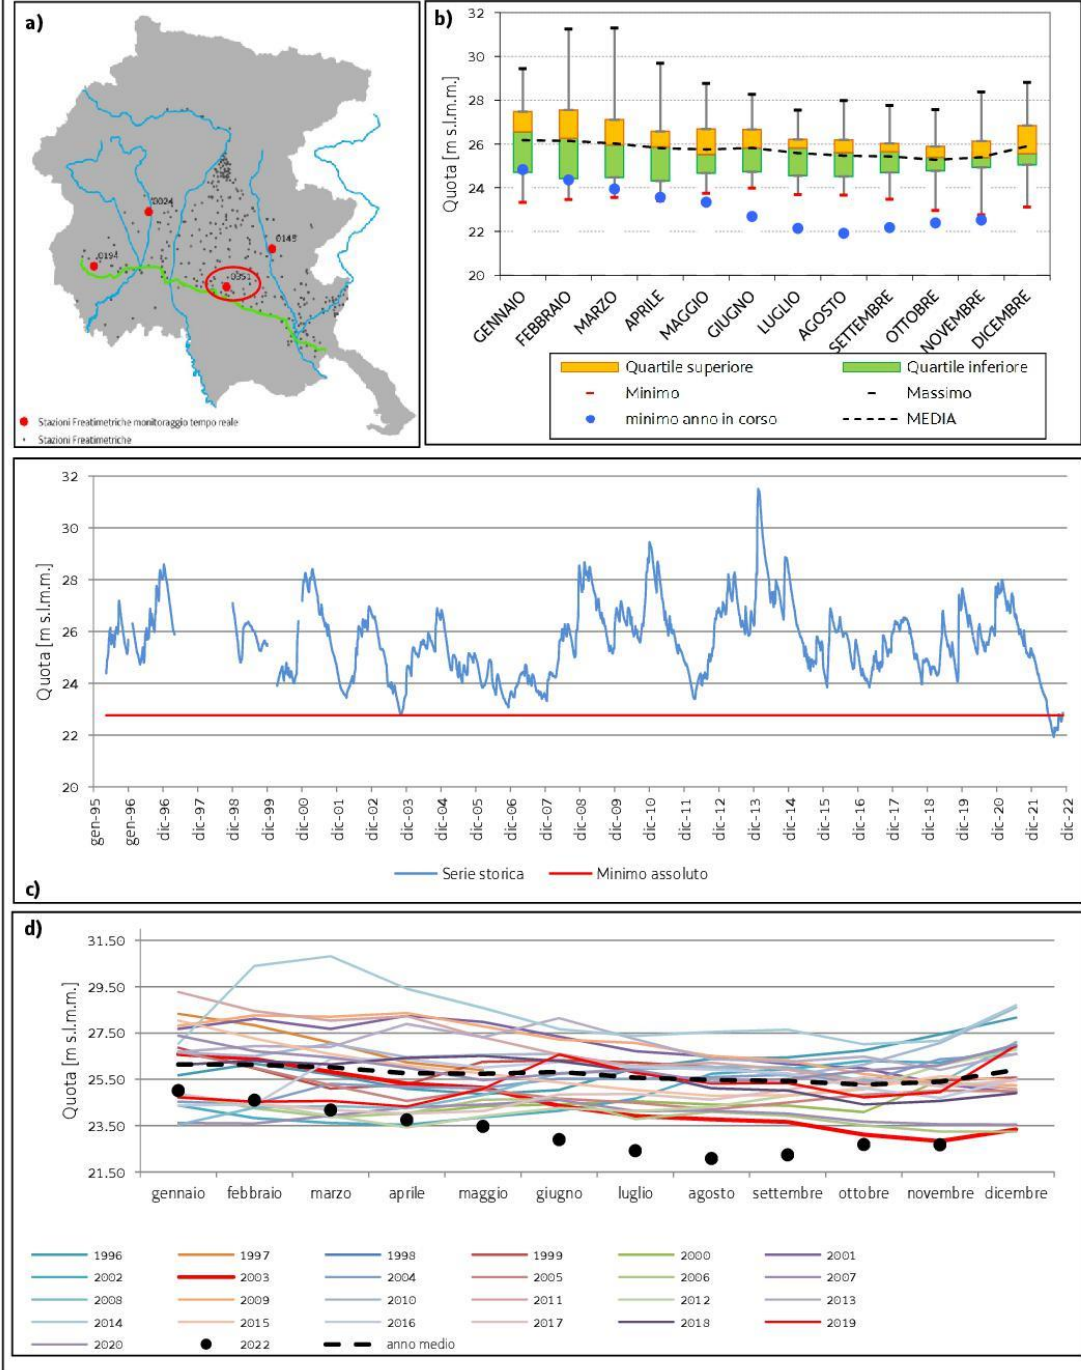 a)
0024
0145
0194
0351
Stazioni Freatimetriche monitoraggio tempo reale
Stazioni Freatimetriche
b)
Quota [m s.l.m.m.]
32
30
28
26
24
22
20
GENNAIO
FEBBRAIO
MARZO
APRILE
MAGGIO
GIUGNO
LUGLIO
AGOSTO
SETTEMBRE
OTTOBRE
NOVEMBRE
DICEMBRE
Quartile superiore Quartile inferiore
Minimo Massimo
minimo anno in corso MEDIA
Quota [m s.l.m.m.]
32
30
28
26
24
22
20
gen-95
gen-96
dic-96
dic-97
dic-98
dic-99
dic-00
dic-01
dic-02
dic-03
dic-04
dic-05
dic-06
dic-07
dic-08
dic-09
dic-10
dic-11
dic-12
dic-13
dic-14
dic-15
dic-16
dic-17
dic-18
dic-19
dic-20
dic-21
dic-22
Serie storica Minimo assoluto
c)
d)
Quota [m s.l.m.m.]
31.50
29.50
27.50
25.50
23.50
21.50
gennaio febbraio marzo aprile maggio giugno luglio agosto settembre ottobre novembre dicembre
1996 1997 1998 1999 2000 2001
2002 2003 2004 2005 2006 2007
2008 2009 2010 2011 2012 2013
2014 2015 2016 2017 2018 2019
2020 2022 anno medio